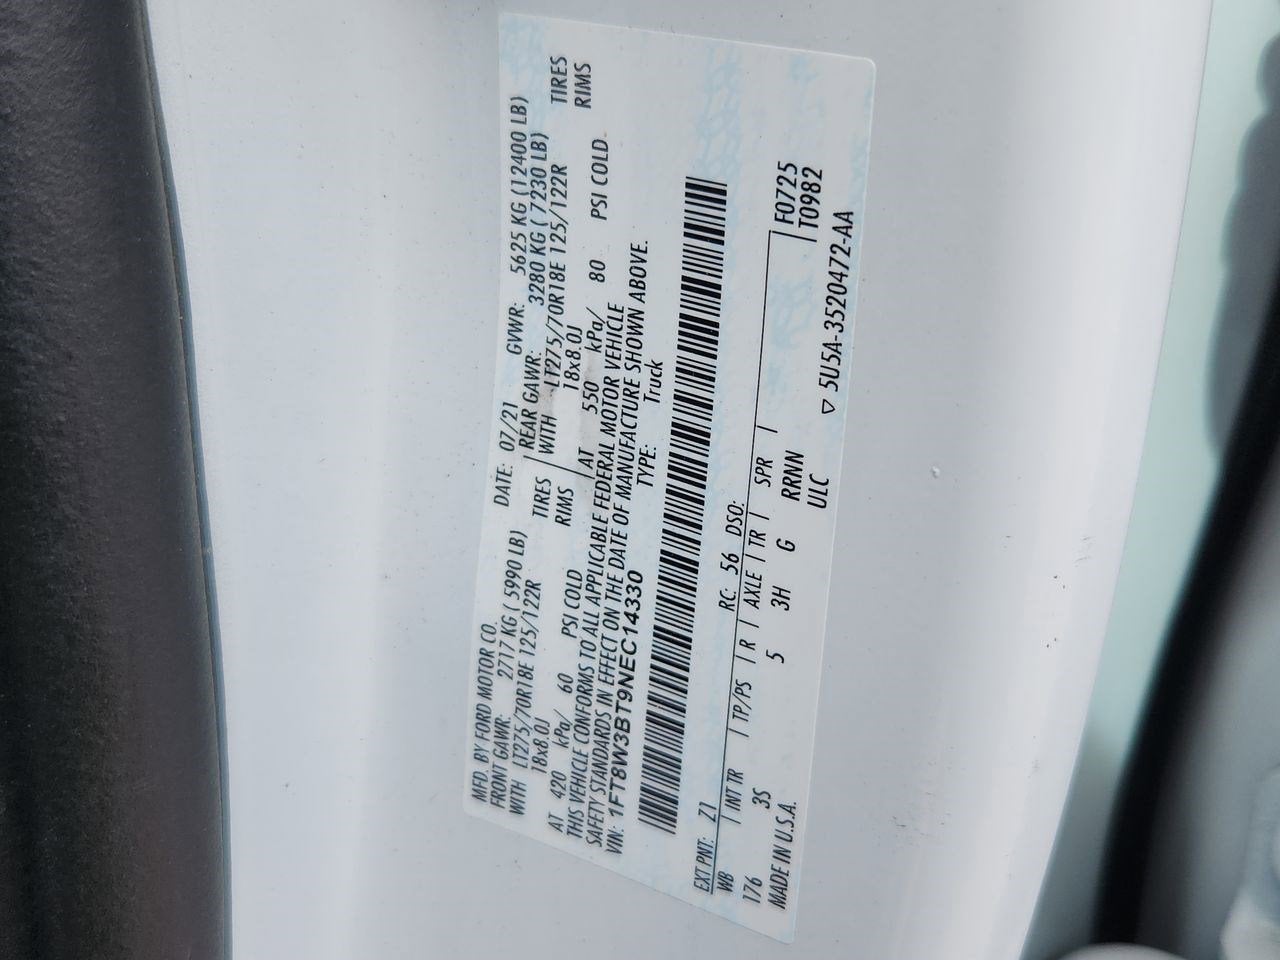 MFD. BY FORD MOTOR CO. DATE: 07/21 GVWR: 5625 KG (12400 LB)
FRONT GAWR: 2717 KG ( 5990 LB) REAR GAWR: 3280 KG ( 7230 LB)
WITH LT275/70R18E 125/122R TIRES WITH LT275/70R18E 125/122R TIRES
18x8.0J RIMS 18x8.0J RIMS
AT 420 kPa/ 60 PSI COLD AT 550 kPa/ 80 PSI COLD
THIS VEHICLE CONFORMS TO ALL APPLICABLE FEDERAL MOTOR VEHICLE
SAFETY STANDARDS IN EFFECT ON THE DATE OF MANUFACTURE SHOWN ABOVE.
VIN: 1FT8W3BT9NEC14330 TYPE: Truck
EXT PNT: Z1 RC: 56 DSO: F0725
WB | INT TR | TP/PS | R | AXLE | TR | SPR | T0982
176 3S 5 3H G RRNN
MADE IN U.S.A. ULC ▽ 5U5A-3520472-AA